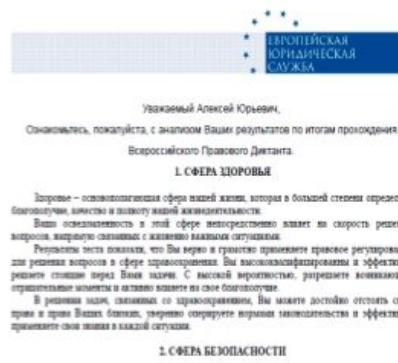 ЕВРОПЕЙСКАЯ
ЮРИДИЧЕСКАЯ
СЛУЖБА
Уважаемый Алексей Юрьевич,
Ознакомьтесь, пожалуйста, с анализом Ваших результатов по итогам прохождения
Всероссийского Правового Диктанта.
1. СФЕРА ЗДОРОВЬЯ
Здоровье – основополагающая сфера нашей жизни, которая в большей степени определ
благополучие, качество и полноту нашей жизнедеятельности.
Ваша осведомленность в этой сфере непосредственно влияет на скорость реше
вопросов, напрямую связанных с жизненно важными ситуациями.
Результаты теста показали, что Вы верно и грамотно применяете правовое регулирова
для решения вопросов в сфере здравоохранения. Вы высококвалифицированны и эффекти
решаете стоящие перед Вами задачи. С высокой вероятностью, разрешаете возникаю
отрицательные моменты и активно влияете на свое благополучие.
В решении задач, связанных со здравоохранением, Вы можете достойно отстоять с
права и права Ваших близких, уверенно оперируете нормами законодательства и эффекти
применяете свои знания в каждой ситуации.
2. СФЕРА БЕЗОПАСНОСТИ